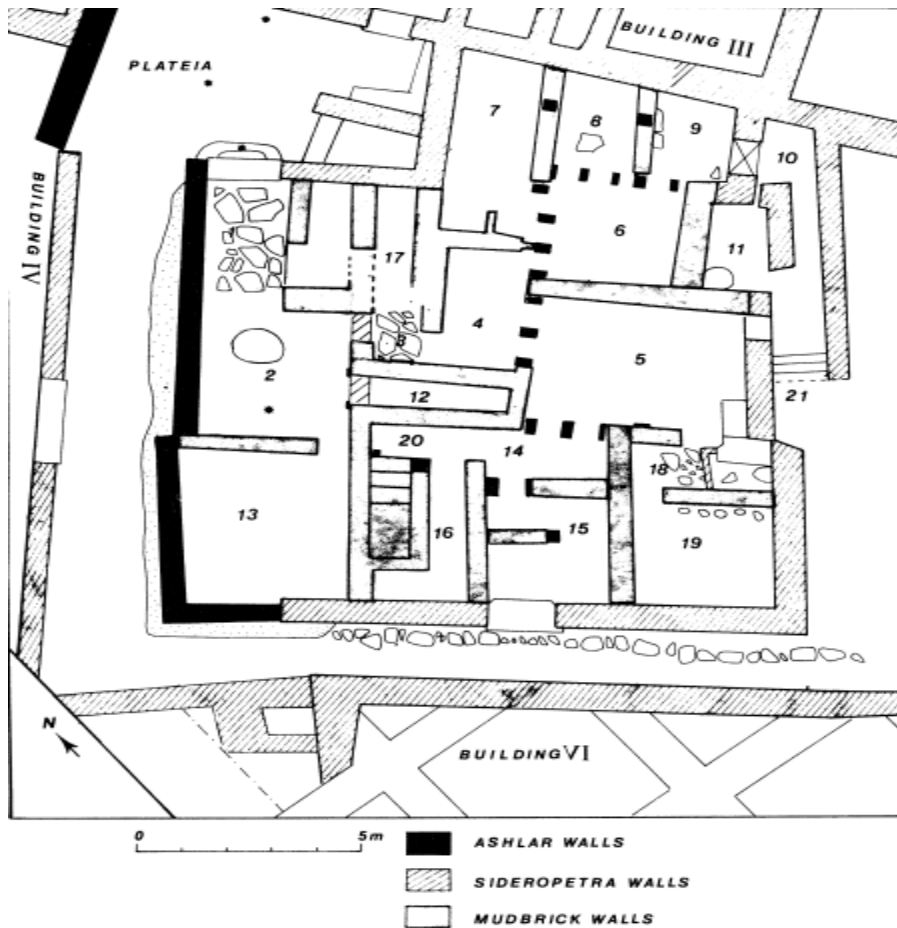 BUILDING III
PLATEIA
7
8
9
10
BUILDING IV
17
6
11
4
3
5
2
12
21
20
14
18
13
16
15
19
N
BUILDING VI
0 5m
ASHLAR WALLS
SIDEROPETRA WALLS
MUDBRICK WALLS